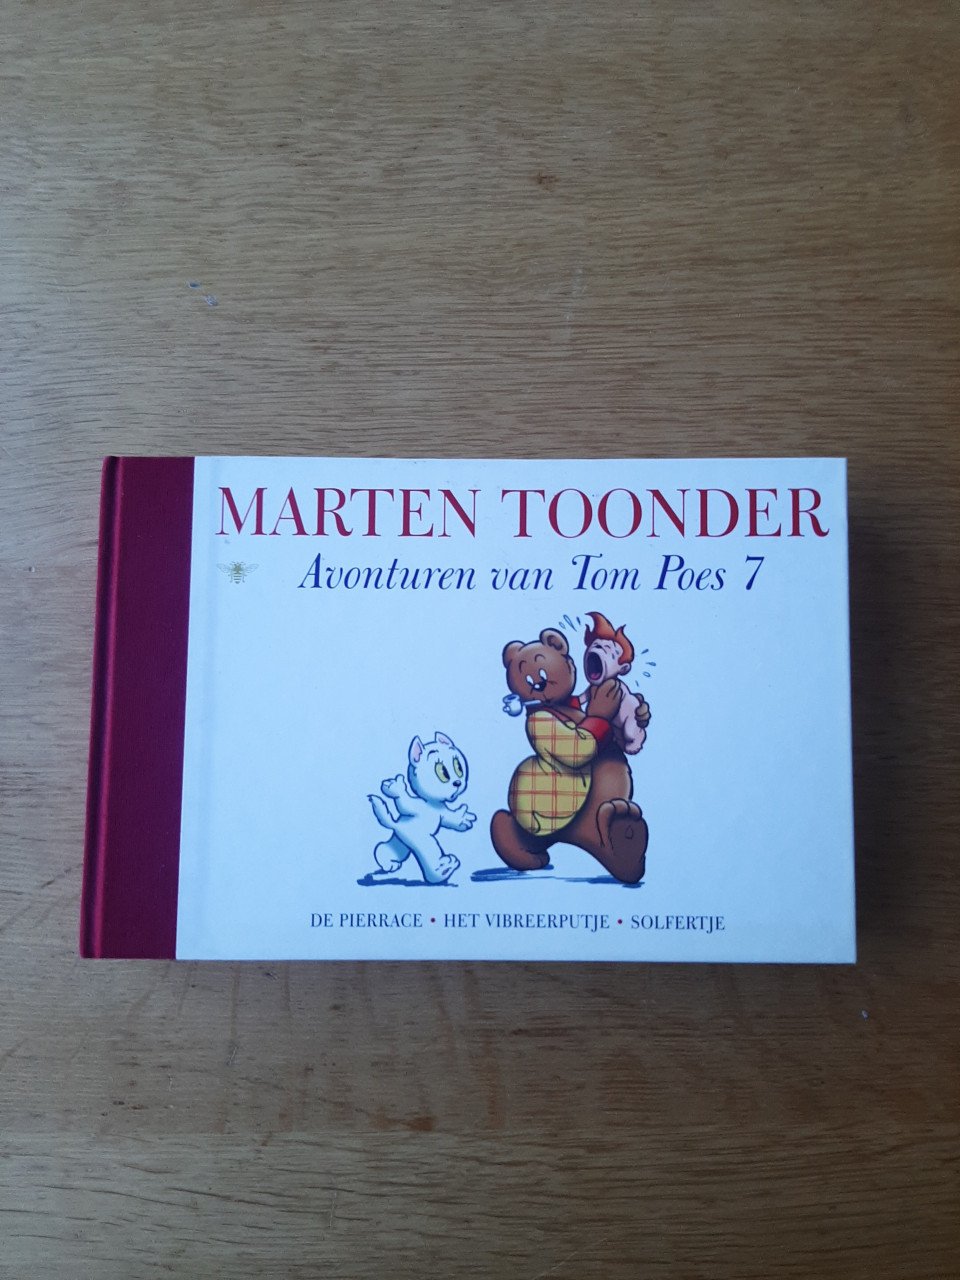 MARTEN TOONDER
Avonturen van Tom Poes 7
DE PIERRACE • HET VIBREERPUTJE • SOLFERTJE